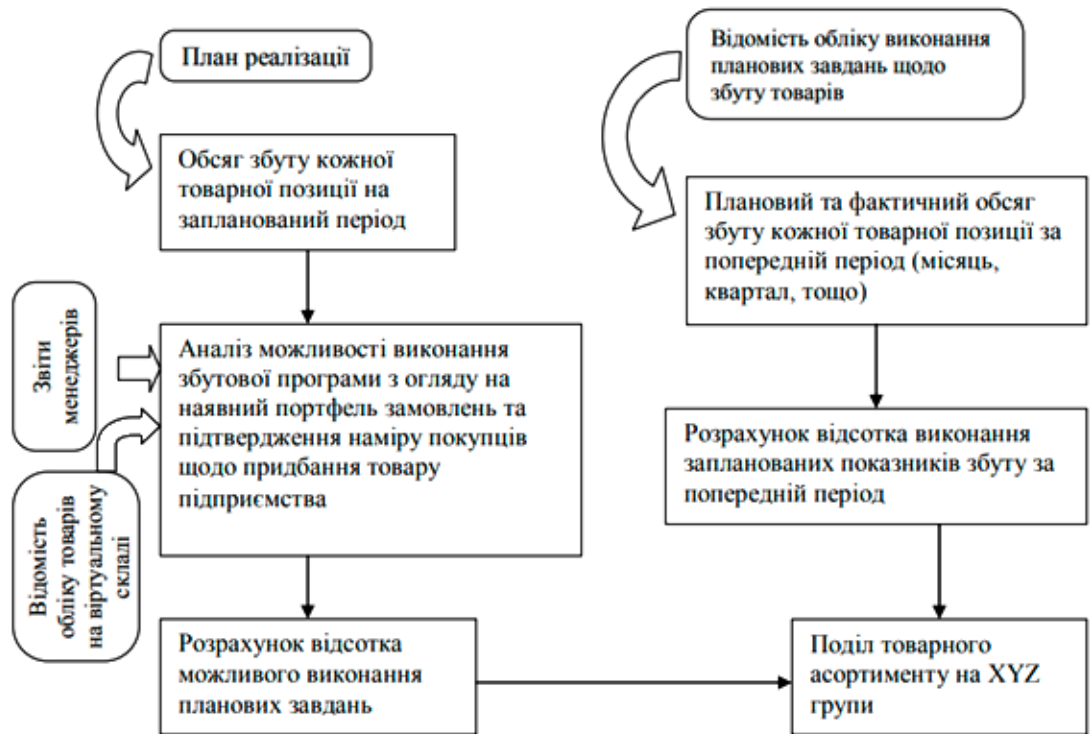 План реалізації
Відомість обліку виконання
планових завдань щодо
збуту товарів
Обсяг збуту кожної
товарної позиції на
запланований період
Плановий та фактичний обсяг
збуту кожної товарної позиції за
попередній період (місяць,
квартал, тощо)
Звіти
менеджерів
Аналіз можливості виконання
збутової програми з огляду на
наявний портфель замовлень та
підтвердження наміру покупців
щодо придбання товару
підприємства
Розрахунок відсотка виконання
запланованих показників збуту за
попередній період
Відомість
обліку товарів
на віртуальному
складі
Розрахунок відсотка
можливого виконання
планових завдань
Поділ товарного
асортименту на XYZ
групи